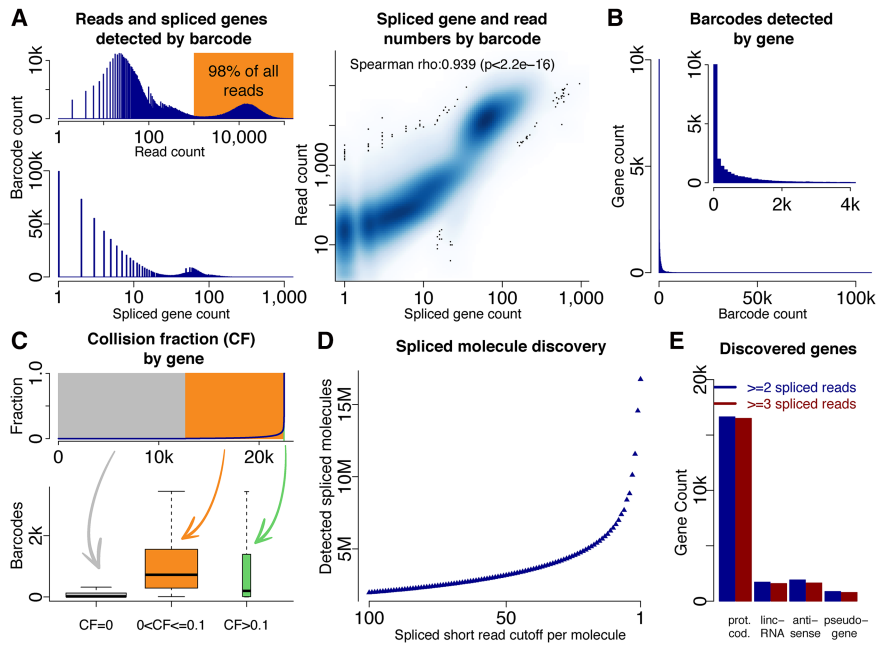 A
Reads and spliced genes
detected by barcode
98% of all
reads
10k
0
1
100
10,000
Read count
Barcode count
100k
50k
0
1
10
100
1,000
Spliced gene count
Spliced gene and read
numbers by barcode
Spearman rho:0.939 (p<2.2e−16)
Read count
1,000
10
1
10
100
1,000
Spliced gene count
B
Barcodes detected
by gene
Gene count
10k
5k
0
0
50k
100k
Barcode count
10k
5k
0
0
2k
4k
C
Collision fraction (CF)
by gene
Fraction
1.0
0
0
10k
20k
Barcodes
2k
0
CF=0
0<CF<=0.1
CF>0.1
D
Spliced molecule discovery
Detected spliced molecules
15M
10M
5M
100
50
1
Spliced short read cutoff per molecule
E
Discovered genes
>=2 spliced reads
>=3 spliced reads
Gene Count
20k
10k
0
prot.
cod.
linc−
RNA
anti−
sense
pseudo−
gene